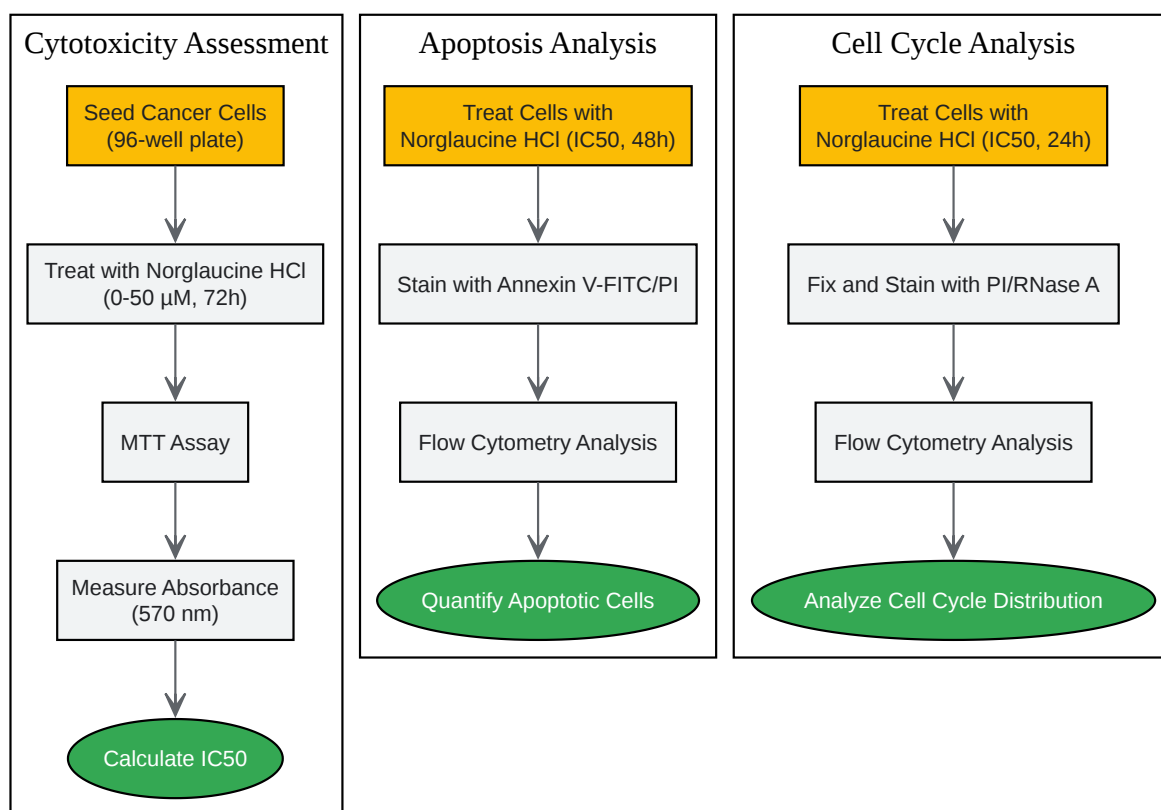 Cytotoxicity Assessment
Seed Cancer Cells
(96-well plate)
Treat with Norglaucine HCl
(0-50 µM, 72h)
MTT Assay
Measure Absorbance
(570 nm)
Calculate IC50
Apoptosis Analysis
Treat Cells with
Norglaucine HCl (IC50, 48h)
Stain with Annexin V-FITC/PI
Flow Cytometry Analysis
Quantify Apoptotic Cells
Cell Cycle Analysis
Treat Cells with
Norglaucine HCl (IC50, 24h)
Fix and Stain with PI/RNase A
Flow Cytometry Analysis
Analyze Cell Cycle Distribution